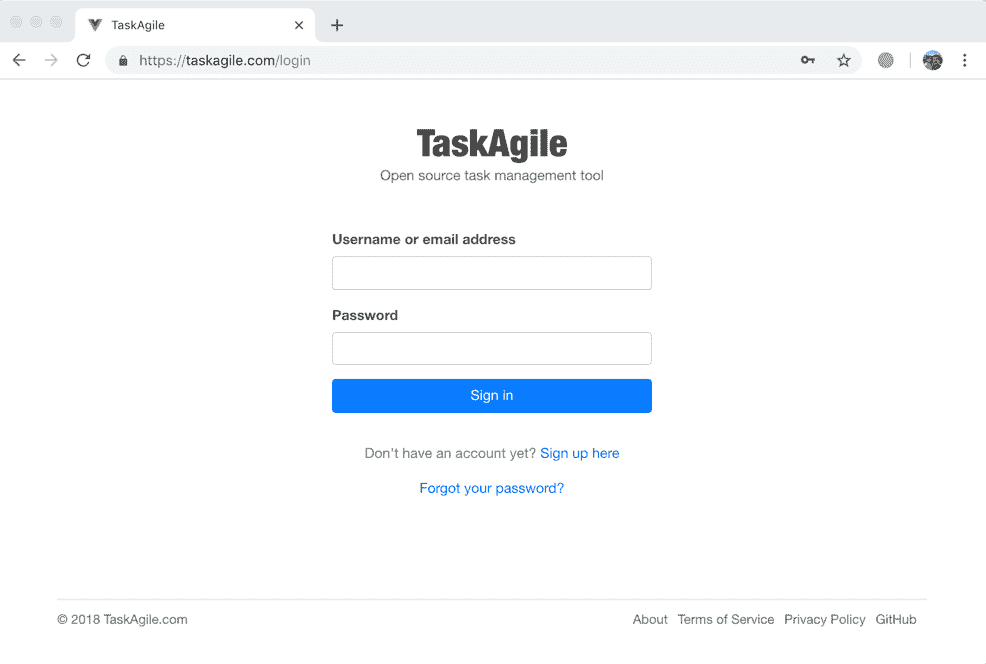 TaskAgile
https://taskagile.com/login
TaskAgile
Open source task management tool
Username or email address
Password
Sign in
Don't have an account yet? Sign up here
Forgot your password?
© 2018 TaskAgile.com
About Terms of Service Privacy Policy GitHub